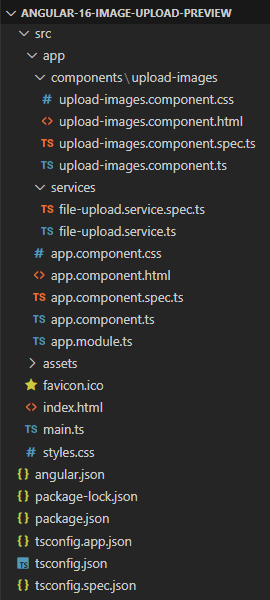 ANGULAR-16-IMAGE-UPLOAD-PREVIEW
src
app
components\upload-images
# upload-images.component.css
<> upload-images.component.html
TS upload-images.component.spec.ts
TS upload-images.component.ts
services
TS file-upload.service.spec.ts
TS file-upload.service.ts
# app.component.css
<> app.component.html
TS app.component.spec.ts
TS app.component.ts
TS app.module.ts
assets
favicon.ico
<> index.html
TS main.ts
# styles.css
{} angular.json
{} package-lock.json
{} package.json
{} tsconfig.app.json
TS tsconfig.json
{} tsconfig.spec.json